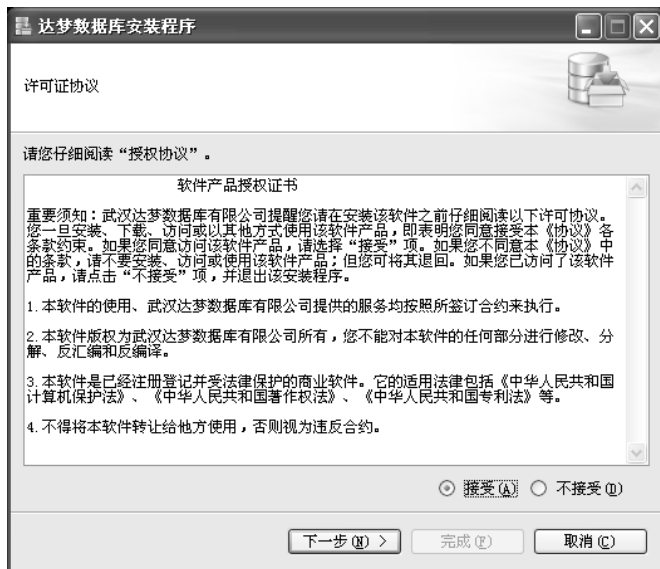 达梦数据库安装程序
许可证协议
请您仔细阅读“授权协议”。
软件产品授权证书
重要须知：武汉达梦数据库有限公司提醒您请在安装该软件之前仔细阅读以下许可协议。
您一旦安装、下载、访问或以其他方式使用该软件产品，即表明您同意接受本《协议》各
条款约束。如果您同意访问该软件产品，请选择“接受”项。如果您不同意本《协议》中
的条款，请不要安装、访问或使用该软件产品；但您可将其退回。如果您已访问了该软件
产品，请点击“不接受”项，并退出该安装程序。
1.本软件的使用、武汉达梦数据库有限公司提供的服务均按照所签订合约来执行。
2.本软件版权为武汉达梦数据库有限公司所有，您不能对本软件的任何部分进行修改、分
解、反汇编和反编译。
3.本软件是已经注册登记并受法律保护的商业软件。它的适用法律包括《中华人民共和国
计算机保护法》、《中华人民共和国著作权法》、《中华人民共和国专利法》等。
4.不得将本软件转让给他方使用，否则视为违反合约。
接受(A) 不接受(D)
下一步(N) > 完成(F) 取消(C)